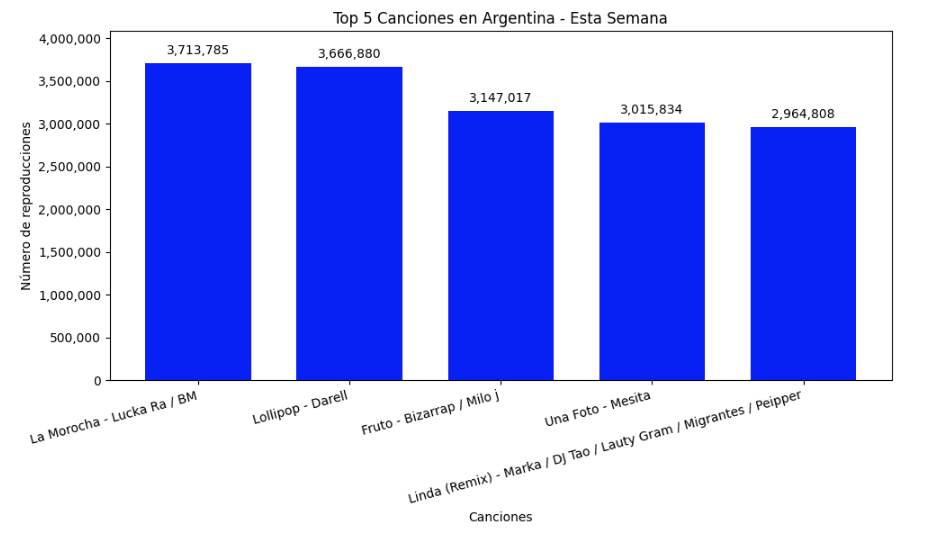 Top 5 Canciones en Argentina - Esta Semana
Número de reproducciones
4,000,000
3,500,000
3,000,000
2,500,000
2,000,000
1,500,000
1,000,000
500,000
0
3,713,785
3,666,880
3,147,017
3,015,834
2,964,808
La Morocha - Lucka Ra / BM
Lollipop - Darell
Fruto - Bizarrap / Milo j
Una Foto - Mesita
Linda (Remix) - Marka / DJ Tao / Lauty Gram / Migrantes / Peipper
Canciones